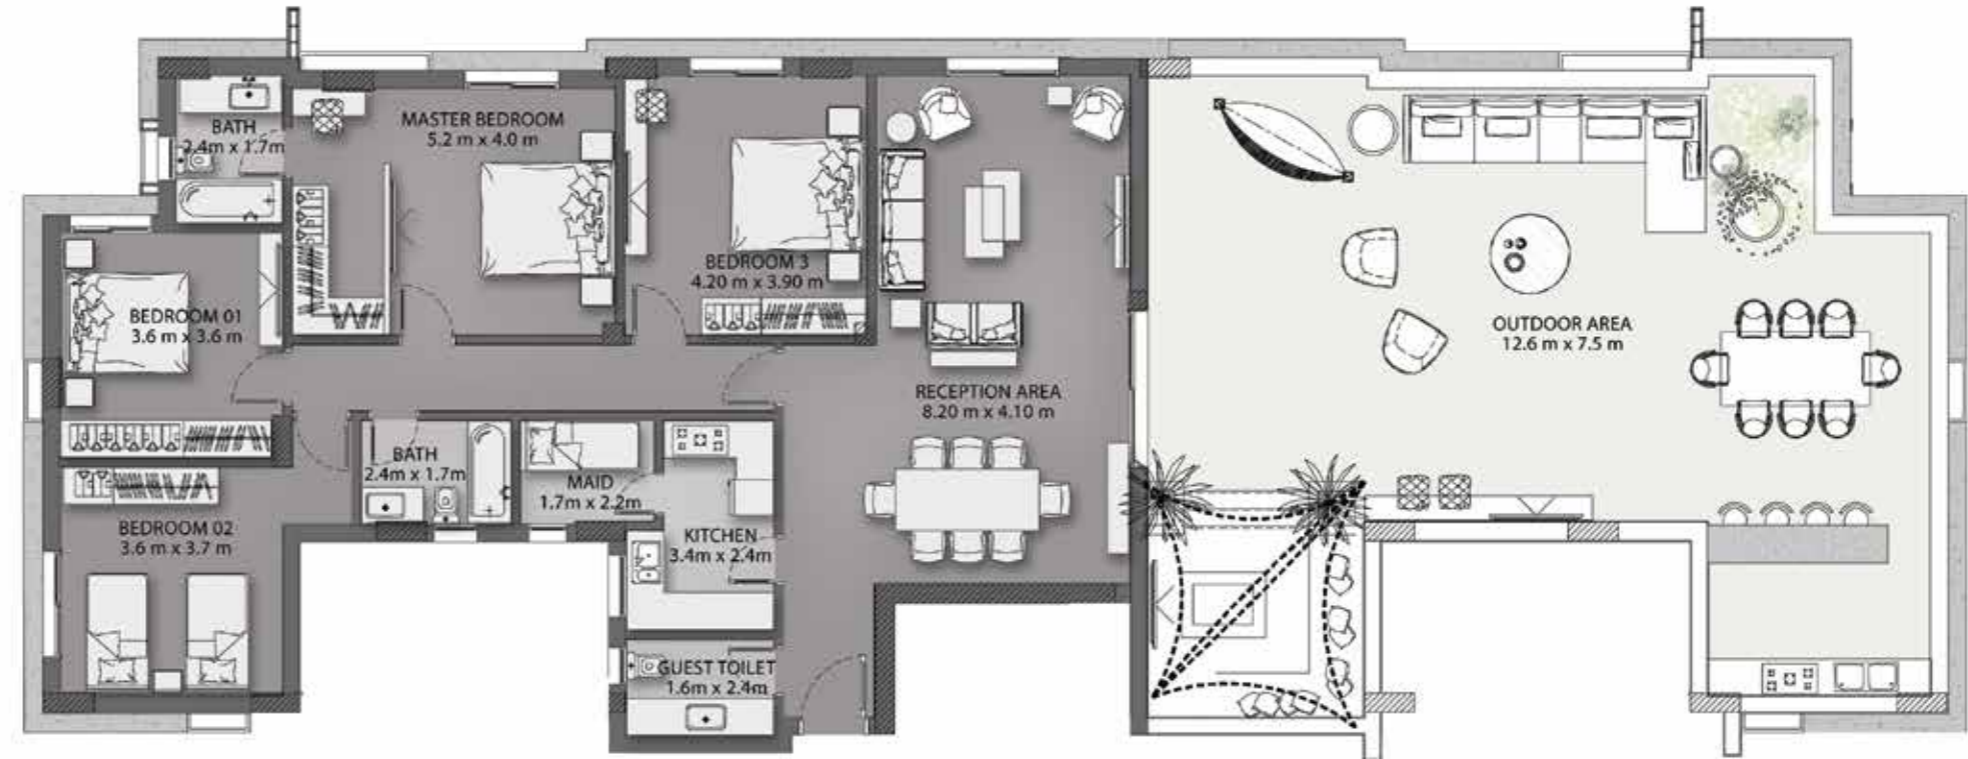 BATH
2.4m x 1.7m
MASTER BEDROOM
5.2 m x 4.0 m
BEDROOM 3
4.20 m x 3.90 m
BEDROOM 01
3.6 m x 3.6 m
OUTDOOR AREA
12.6 m x 7.5 m
RECEPTION AREA
8.20 m x 4.10 m
BATH
2.4m x 1.7m
MAID
1.7m x 2.2m
BEDROOM 02
3.6 m x 3.7 m
KITCHEN
3.4m x 2.4m
GUEST TOILET
1.6m x 2.4m